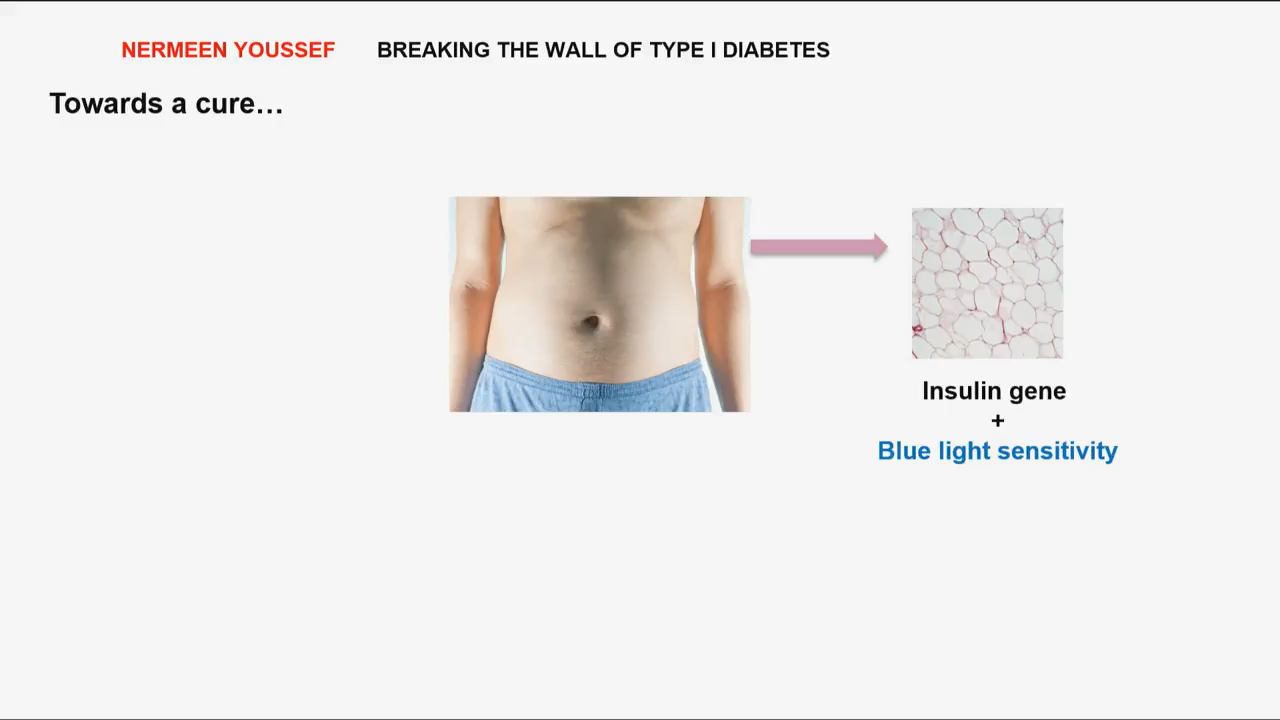 NERMEEN YOUSSEF BREAKING THE WALL OF TYPE I DIABETES
Towards a cure…
Insulin gene
+
Blue light sensitivity